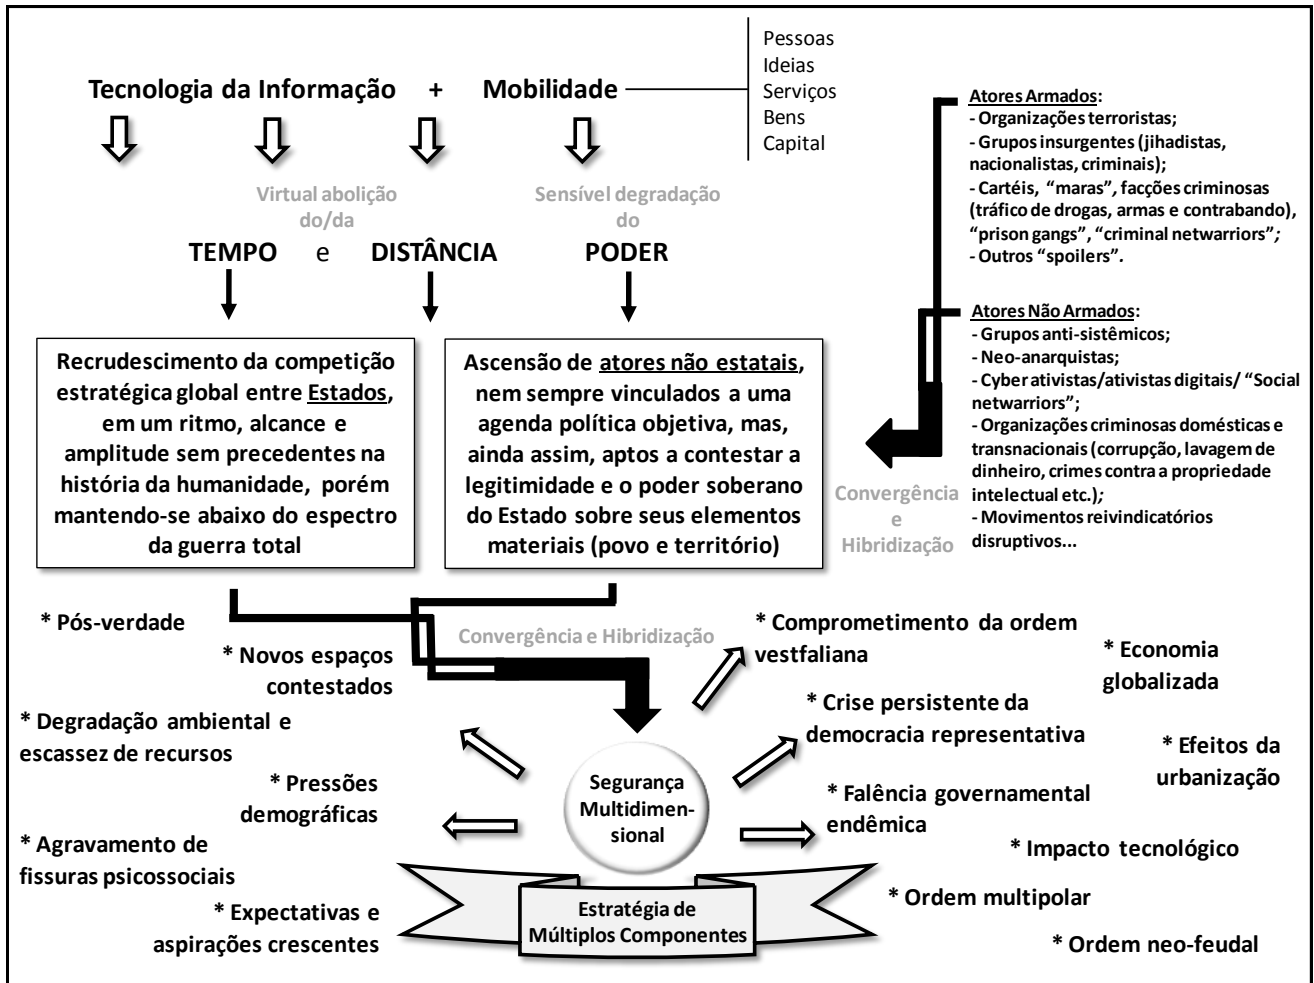 Tecnologia da Informação + Mobilidade
Pessoas
Ideias
Serviços
Bens
Capital
Virtual abolição
do/da
Sensível degradação
do
TEMPO e DISTÂNCIA
PODER
Recrudescimento da competição
estratégica global entre Estados,
em um ritmo, alcance e
amplitude sem precedentes na
história da humanidade, porém
mantendo-se abaixo do espectro
da guerra total
Ascensão de atores não estatais,
nem sempre vinculados a uma
agenda política objetiva, mas,
ainda assim, aptos a contestar a
legitimidade e o poder soberano
do Estado sobre seus elementos
materiais (povo e território)
Atores Armados:
- Organizações terroristas;
- Grupos insurgentes (jihadistas,
nacionalistas, criminais);
- Cartéis, “maras”, facções criminosas
(tráfico de drogas, armas e contrabando),
“prison gangs”, “criminal netwarriors”;
- Outros “spoilers”.
Atores Não Armados:
- Grupos anti-sistêmicos;
- Neo-anarquistas;
- Cyber ativistas/ativistas digitais/ “Social
netwarriors”;
- Organizações criminosas domésticas e
transnacionais (corrupção, lavagem de
dinheiro, crimes contra a propriedade
intelectual etc.);
- Movimentos reivindicatórios
disruptivos...
Convergência
e
Hibridização
Convergência e Hibridização
* Pós-verdade
* Novos espaços
contestados
* Degradação ambiental e
escassez de recursos
* Pressões
demográficas
* Agravamento de
fissuras psicossociais
* Expectativas e
aspirações crescentes
Segurança
Multidimen-
sional
Estratégia de
Múltiplos Componentes
* Comprometimento da ordem
vestfaliana
* Economia
globalizada
* Crise persistente da
democracia representativa
* Efeitos da
urbanização
* Falência governamental
endêmica
* Impacto tecnológico
* Ordem multipolar
* Ordem neo-feudal